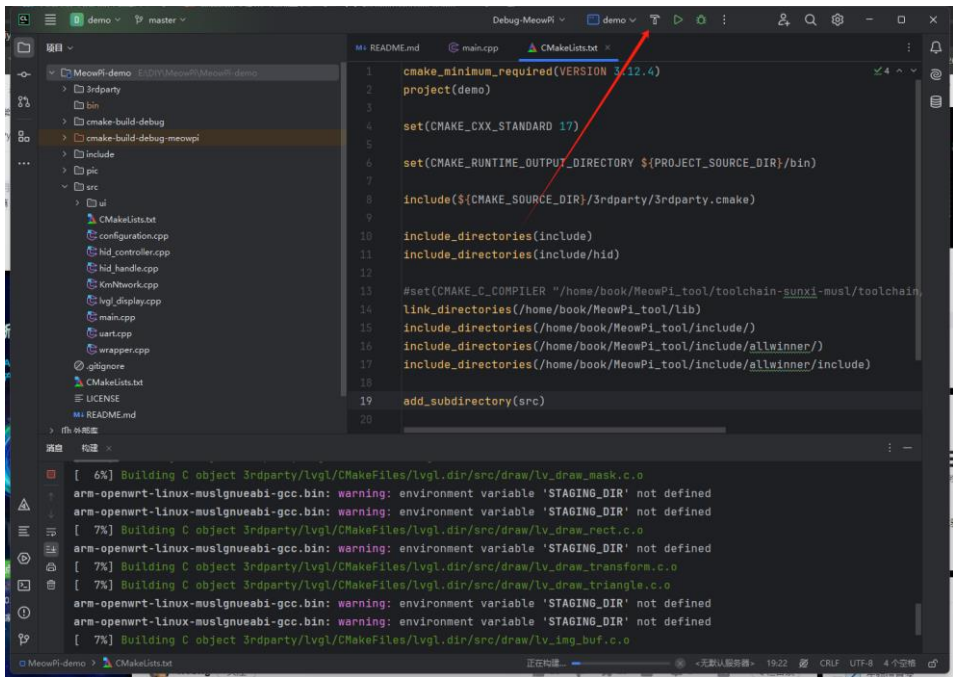 CL demo master Debug-MeowPi demo
项目
README.md main.cpp CMakeLists.txt
MeowPi-demo E:\DIY\MeowPi\MeowPi-demo
3rdparty
bin
cmake-build-debug
cmake-build-debug-meowpi
include
pic
src
ui
CMakeLists.txt
configuration.cpp
hid_controller.cpp
hid_handle.cpp
KmNtwork.cpp
lvgl_display.cpp
main.cpp
uart.cpp
wrapper.cpp
.gitignore
CMakeLists.txt
LICENSE
README.md
外部库
4
1 cmake_minimum_required(VERSION 3.12.4)
2 project(demo)
3
4 set(CMAKE_CXX_STANDARD 17)
5
6 set(CMAKE_RUNTIME_OUTPUT_DIRECTORY ${PROJECT_SOURCE_DIR}/bin)
7
8 include(${CMAKE_SOURCE_DIR}/3rdparty/3rdparty.cmake)
9
10 include_directories(include)
11 include_directories(include/hid)
12
13 #set(CMAKE_C_COMPILER "/home/book/MeowPi_tool/toolchain-sunxi-musl/toolchain/
14 link_directories(/home/book/MeowPi_tool/lib)
15 include_directories(/home/book/MeowPi_tool/include/)
16 include_directories(/home/book/MeowPi_tool/include/allwinner/)
17 include_directories(/home/book/MeowPi_tool/include/allwinner/include)
18
19 add_subdirectory(src)
20
消息 构建
[ 6%] Building C object 3rdparty/lvgl/CMakeFiles/lvgl.dir/src/draw/lv_draw_mask.c.o
arm-openwrt-linux-muslgnueabi-gcc.bin: warning: environment variable 'STAGING_DIR' not defined
arm-openwrt-linux-muslgnueabi-gcc.bin: warning: environment variable 'STAGING_DIR' not defined
[ 7%] Building C object 3rdparty/lvgl/CMakeFiles/lvgl.dir/src/draw/lv_draw_rect.c.o
arm-openwrt-linux-muslgnueabi-gcc.bin: warning: environment variable 'STAGING_DIR' not defined
[ 7%] Building C object 3rdparty/lvgl/CMakeFiles/lvgl.dir/src/draw/lv_draw_transform.c.o
[ 7%] Building C object 3rdparty/lvgl/CMakeFiles/lvgl.dir/src/draw/lv_draw_triangle.c.o
arm-openwrt-linux-muslgnueabi-gcc.bin: warning: environment variable 'STAGING_DIR' not defined
arm-openwrt-linux-muslgnueabi-gcc.bin: warning: environment variable 'STAGING_DIR' not defined
[ 7%] Building C object 3rdparty/lvgl/CMakeFiles/lvgl.dir/src/draw/lv_img_buf.c.o
MeowPi-demo > CMakeLists.txt 正在构建... <无默认服务器> 19:22 CRLF UTF-8 4 个空格